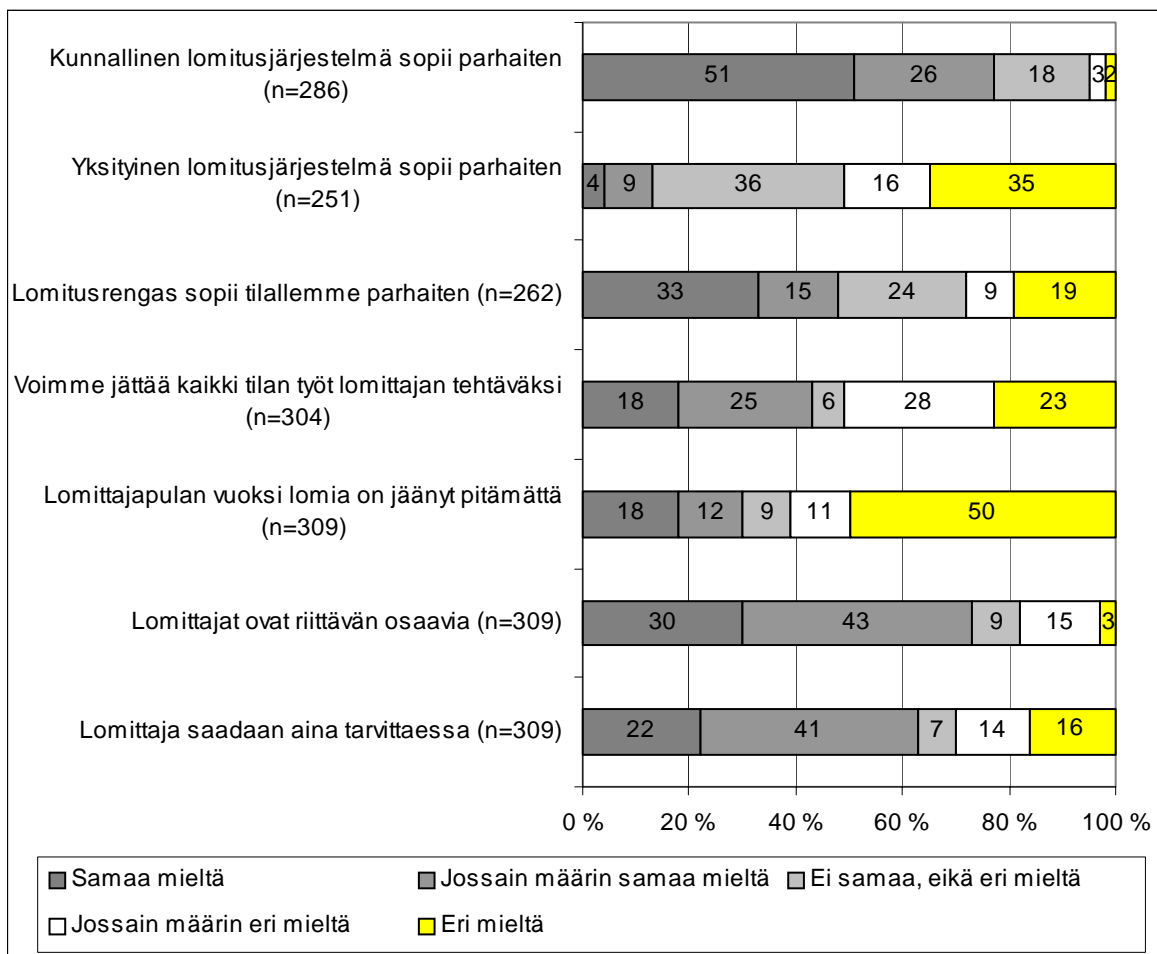 Kunnallinen lomitusjärjestelmä sopii parhaiten
(n=286)
51 26 18 3 2
Yksityinen lomitusjärjestelmä sopii parhaiten
(n=251)
4 9 36 16 35
Lomitusrengas sopii tilallemme parhaiten (n=262)
33 15 24 9 19
Voimme jättää kaikki tilan työt lomittajan tehtäväksi
(n=304)
18 25 6 28 23
Lomittajapulan vuoksi lomia on jäänyt pitämättä
(n=309)
18 12 9 11 50
Lomittajat ovat riittävän osaavia (n=309)
30 43 9 15 3
Lomittaja saadaan aina tarvittaessa (n=309)
22 41 7 14 16
0 % 20 % 40 % 60 % 80 % 100 %
Samaa mieltä Jossain määrin samaa mieltä Ei samaa, eikä eri mieltä
Jossain määrin eri mieltä Eri mieltä